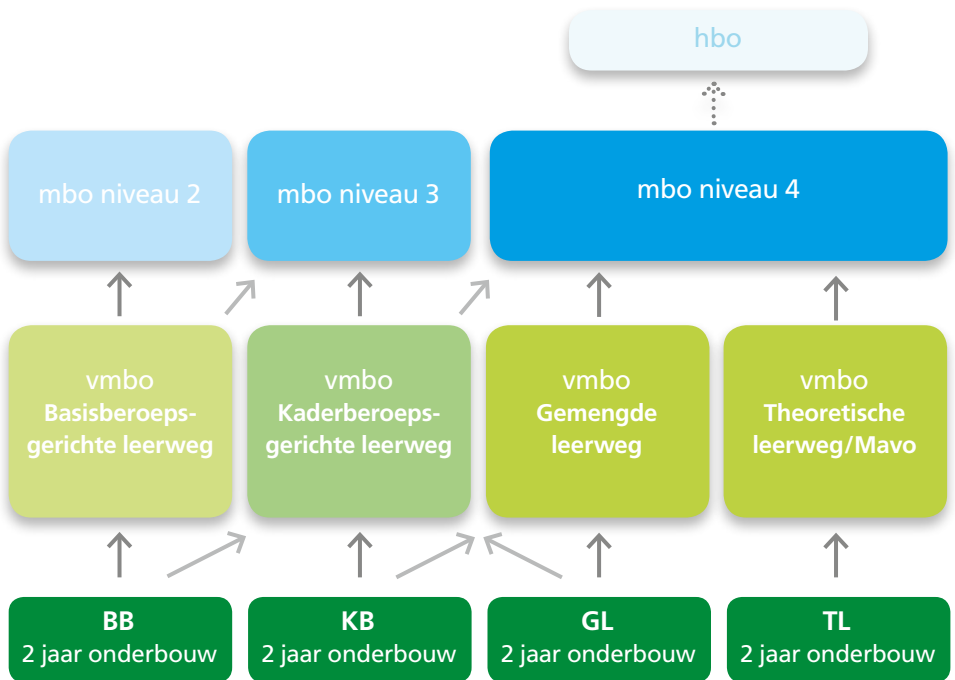 hbo
mbo niveau 2
mbo niveau 3
mbo niveau 4
vmbo
Basisberoeps-
gerichte leerweg
vmbo
Kaderberoeps-
gerichte leerweg
vmbo
Gemengde
leerweg
vmbo
Theoretische
leerweg/Mavo
BB
2 jaar onderbouw
KB
2 jaar onderbouw
GL
2 jaar onderbouw
TL
2 jaar onderbouw